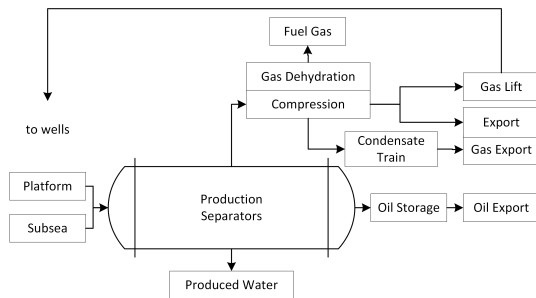 Fuel Gas
Gas Dehydration
Compression
Gas Lift
Export
Gas Export
Condensate
Train
to wells
Platform
Subsea
Production
Separators
Oil Storage
Oil Export
Produced Water